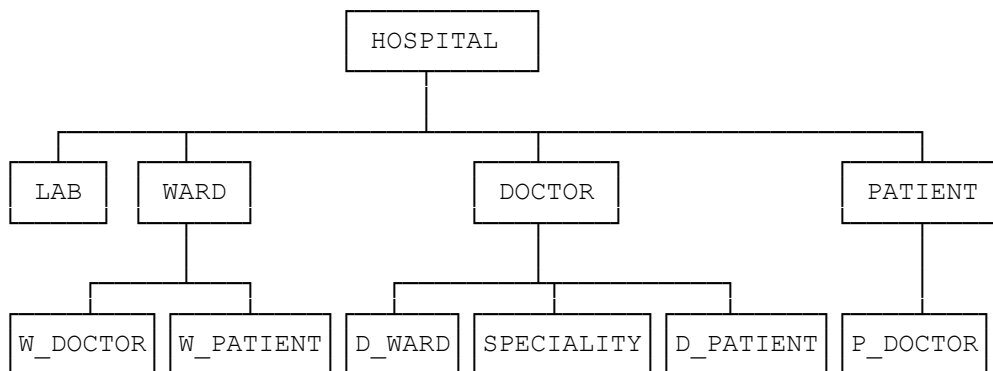 HOSPITAL
LAB WARD DOCTOR PATIENT
W_DOCTOR W_PATIENT D_WARD SPECIALITY D_PATIENT P_DOCTOR